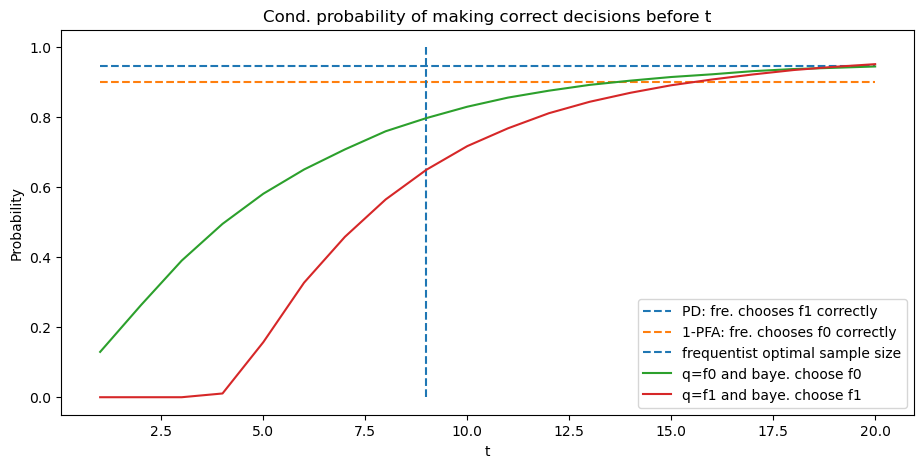 Cond. probability of making correct decisions before t
1.0
0.8
0.6
0.4
0.2
0.0
Probability
PD: fre. chooses f1 correctly
1-PFA: fre. chooses f0 correctly
frequentist optimal sample size
q=f0 and baye. choose f0
q=f1 and baye. choose f1
2.5 5.0 7.5 10.0 12.5 15.0 17.5 20.0
t